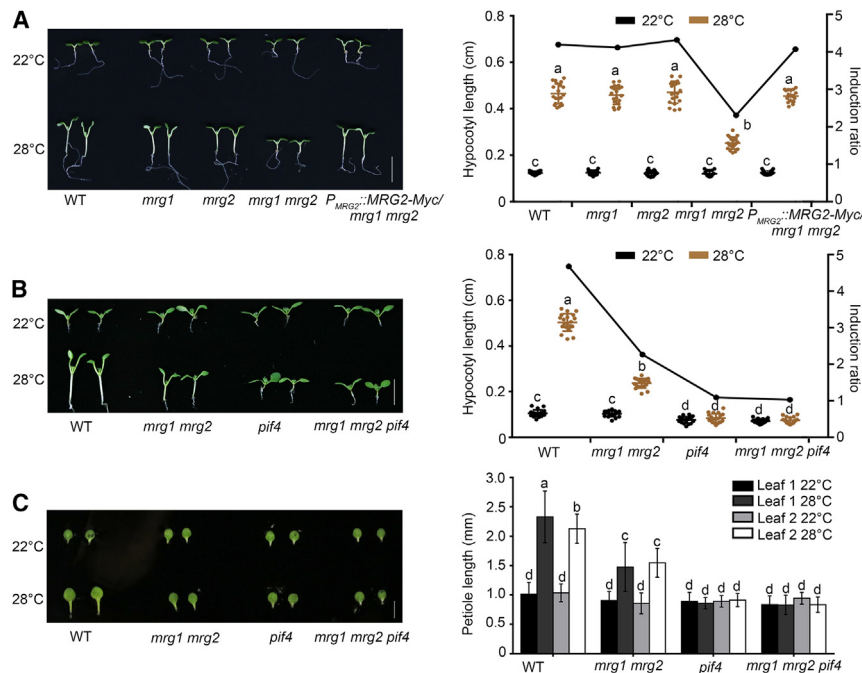 A
22°C
28°C
WT
mrg1
mrg2
mrg1 mrg2
P_MRG2::MRG2-Myc/
mrg1 mrg2
22°C
28°C
Hypocotyl length (cm)
0.8
0.6
0.4
0.2
0
5
4
3
2
1
0
Induction ratio
a
a
a
b
a
c
c
c
c
c
WT
mrg1
mrg2
mrg1 mrg2
P_MRG2::MRG2-Myc/
mrg1 mrg2
B
22°C
28°C
WT
mrg1 mrg2
pif4
mrg1 mrg2 pif4
22°C
28°C
Hypocotyl length (cm)
0.8
0.6
0.4
0.2
0
5
4
3
2
1
0
Induction ratio
c
a
c
b
d
d
d
d
WT
mrg1 mrg2
pif4
mrg1 mrg2 pif4
C
22°C
28°C
WT
mrg1 mrg2
pif4
mrg1 mrg2 pif4
Leaf 1 22°C
Leaf 1 28°C
Leaf 2 22°C
Leaf 2 28°C
Petiole length (mm)
3.0
2.5
2.0
1.5
1.0
0.5
0.0
d
a
d
b
d
c
d
c
d
d
d
d
d
d
d
d
WT
mrg1 mrg2
pif4
mrg1 mrg2 pif4